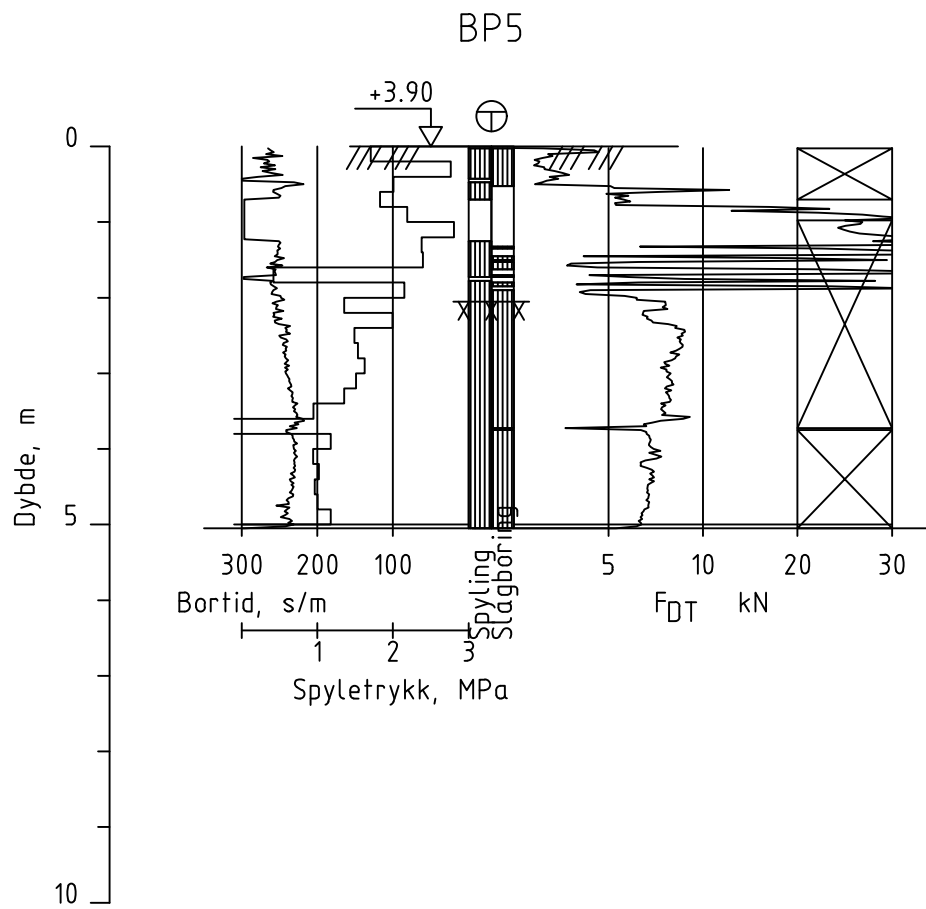 BP5
+3.90
0
5
10
Dybde, m
300 200 100
5 10 20 30
Bortid, s/m
FDT kN
Spyling
Slagboring
1 2 3
Spyletrykk, MPa